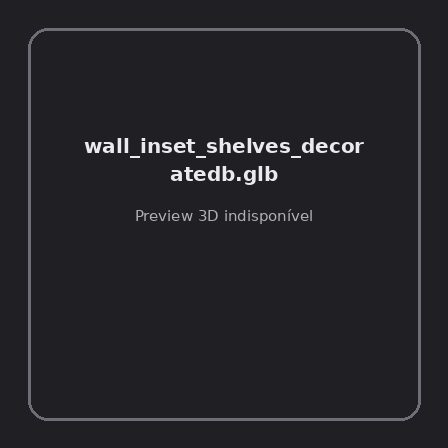 wall_inset_shelves_decor
atedb.glb
Preview 3D indisponível